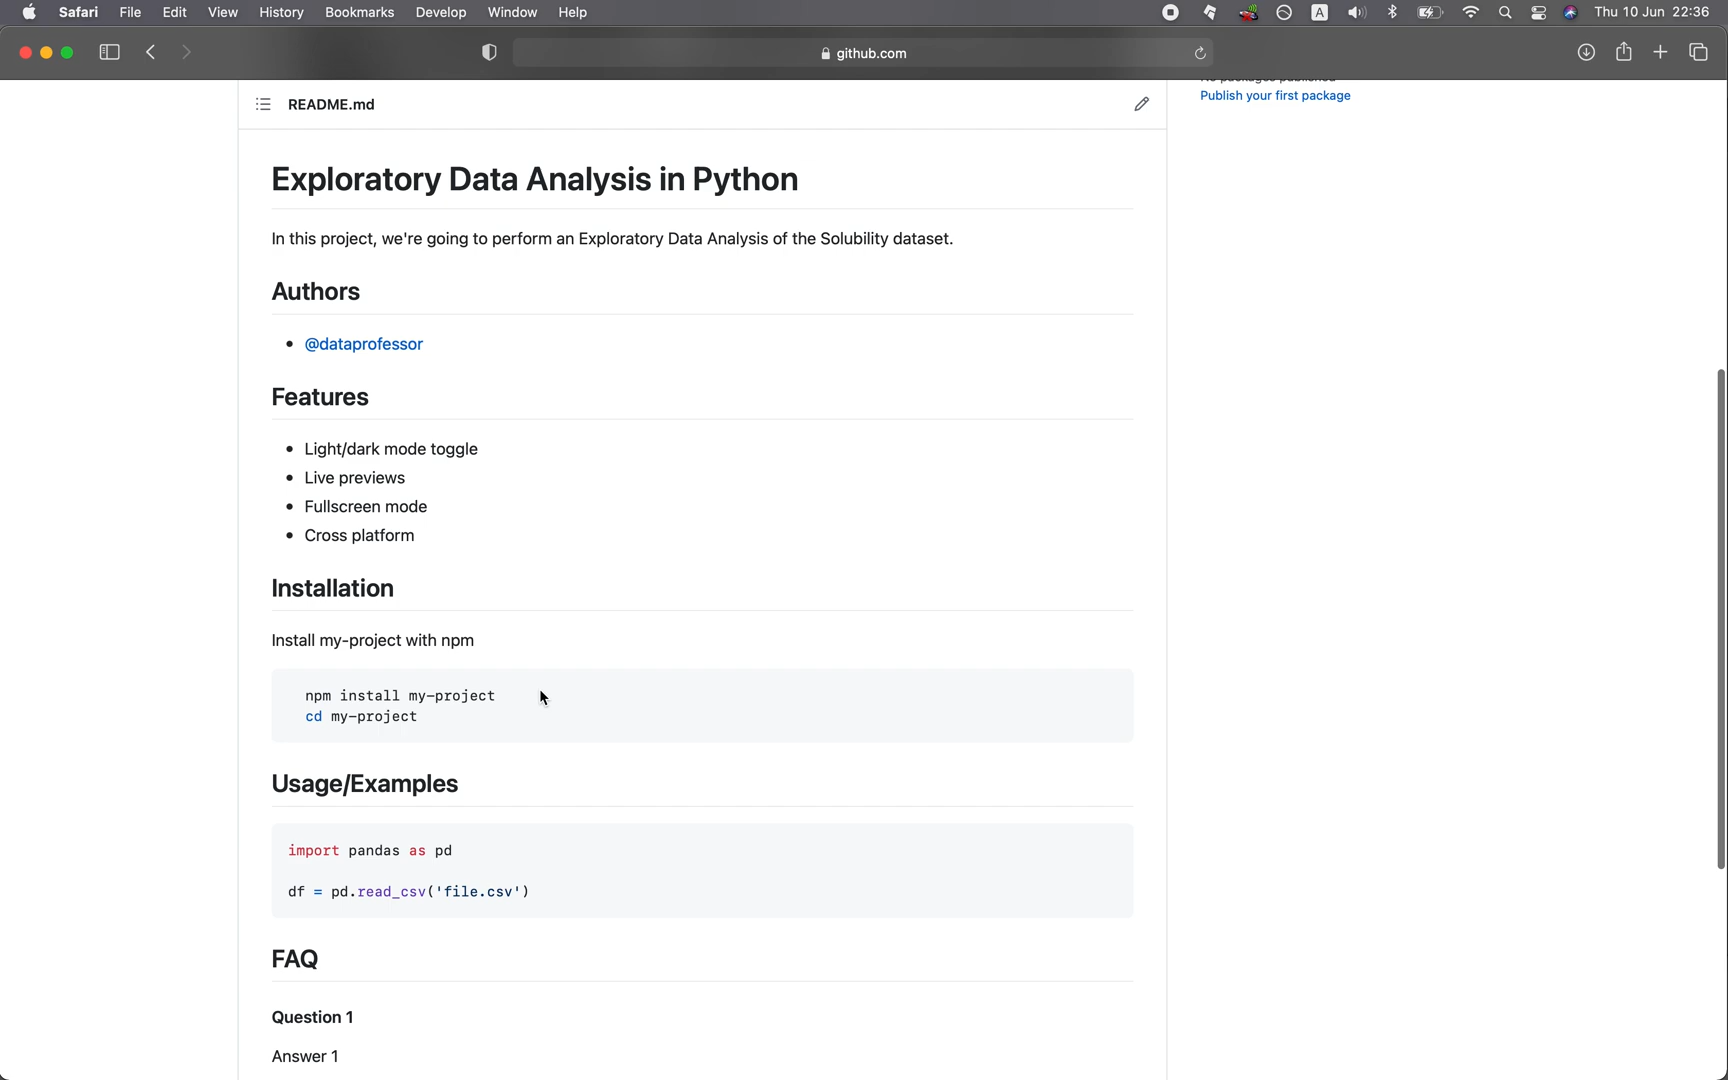 Safari File Edit View History Bookmarks Develop Window Help A Thu 10 Jun 22:36
github.com
No packages published
Publish your first package
README.md
Exploratory Data Analysis in Python
In this project, we're going to perform an Exploratory Data Analysis of the Solubility dataset.
Authors
@dataprofessor
Features
Light/dark mode toggle
Live previews
Fullscreen mode
Cross platform
Installation
Install my-project with npm
npm install my-project
cd my-project
Usage/Examples
import pandas as pd
df = pd.read_csv('file.csv')
FAQ
Question 1
Answer 1